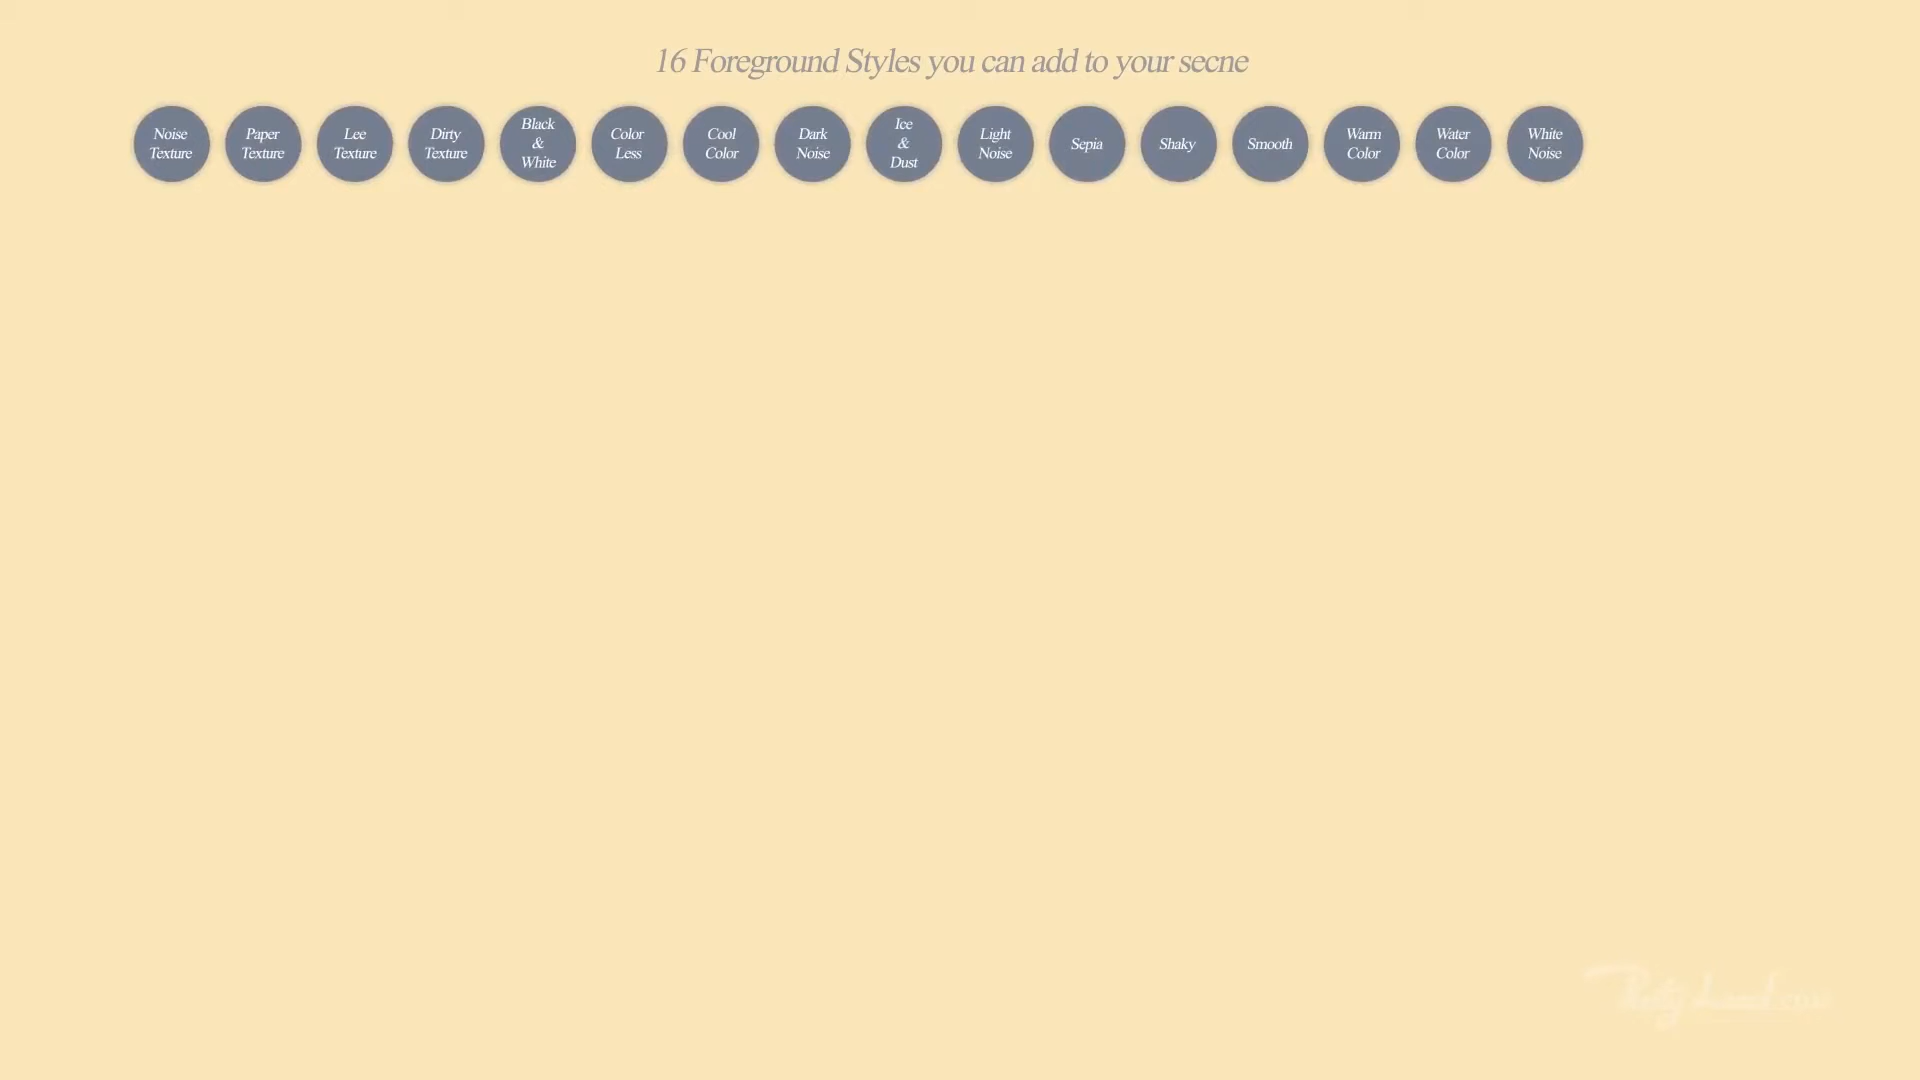 16 Foreground Styles you can add to your secne
Noise
Texture
Paper
Texture
Lee
Texture
Dirty
Texture
Black
&
White
Color
Less
Cool
Color
Dark
Noise
Ice
&
Dust
Light
Noise
Sepia
Shaky
Smooth
Warm
Color
Water
Color
White
Noise